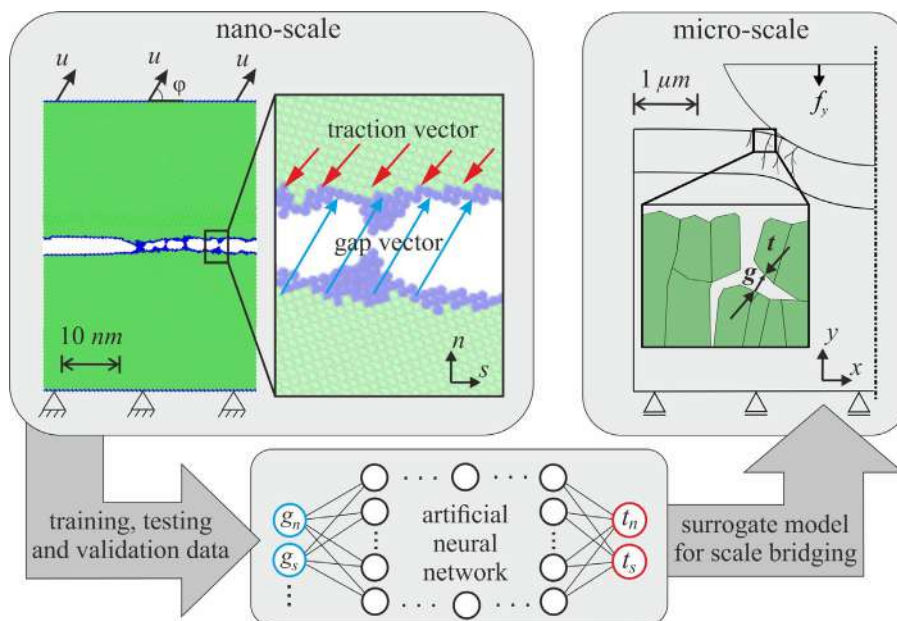 nano-scale
u u u
φ
traction vector
gap vector
10 nm
n
s
micro-scale
1 μm
f_y
t
g
y
x
training, testing
and validation data
g_n
g_s
artificial
neural
network
t_n
t_s
surrogate model
for scale bridging